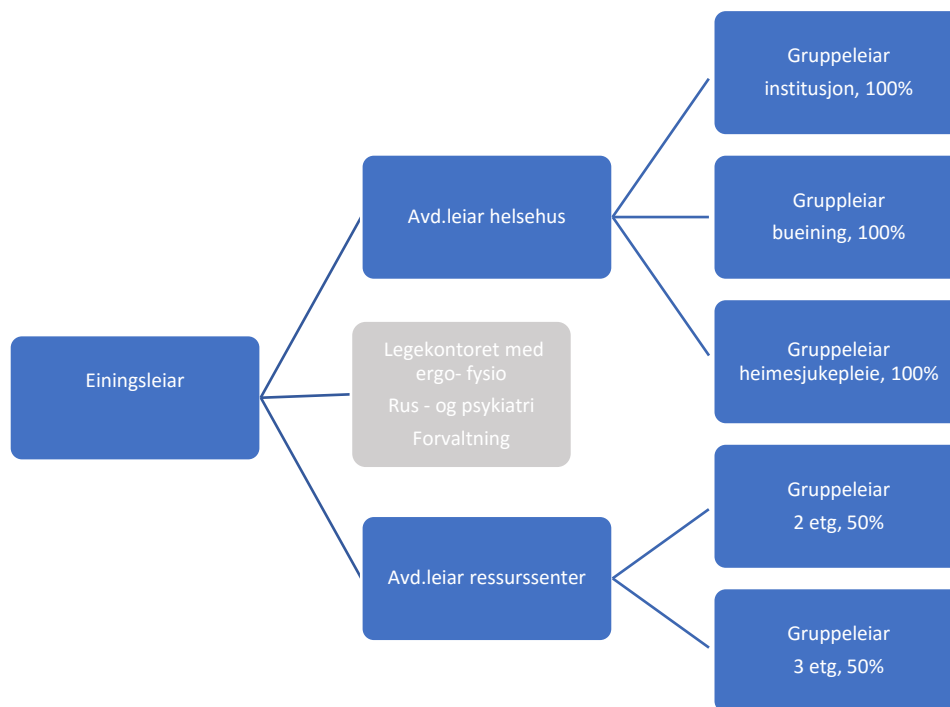 Einingsleiar
Avd.leiar helsehus
Gruppeleiar
institusjon, 100%
Gruppleiar
bueining, 100%
Gruppeleiar
heimesjukepleie, 100%
Legekontoret med
ergo- fysio
Rus - og psykiatri
Forvaltning
Avd.leiar ressurssenter
Gruppeleiar
2 etg, 50%
Gruppeleiar
3 etg, 50%